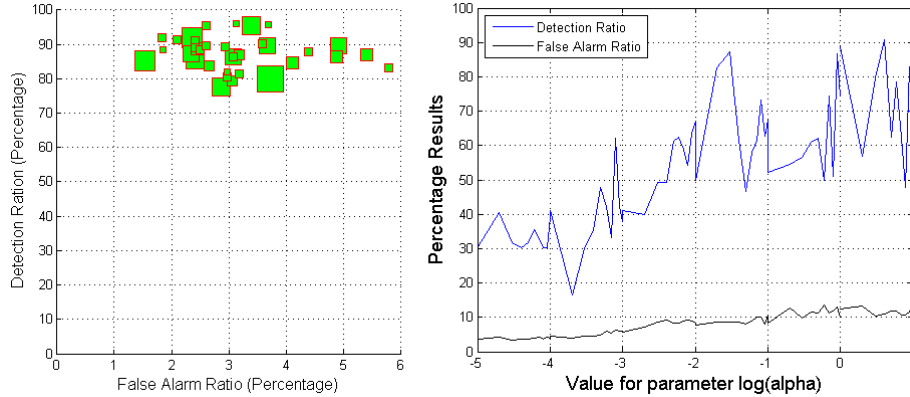 100
90
80
70
60
50
40
30
20
10
0
Detection Ration (Percentage)
0 1 2 3 4 5 6
False Alarm Ratio (Percentage)
Detection Ratio
False Alarm Ratio
100
90
80
70
60
50
40
30
20
10
0
Percentage Results
-5 -4 -3 -2 -1 0
Value for parameter log(alpha)